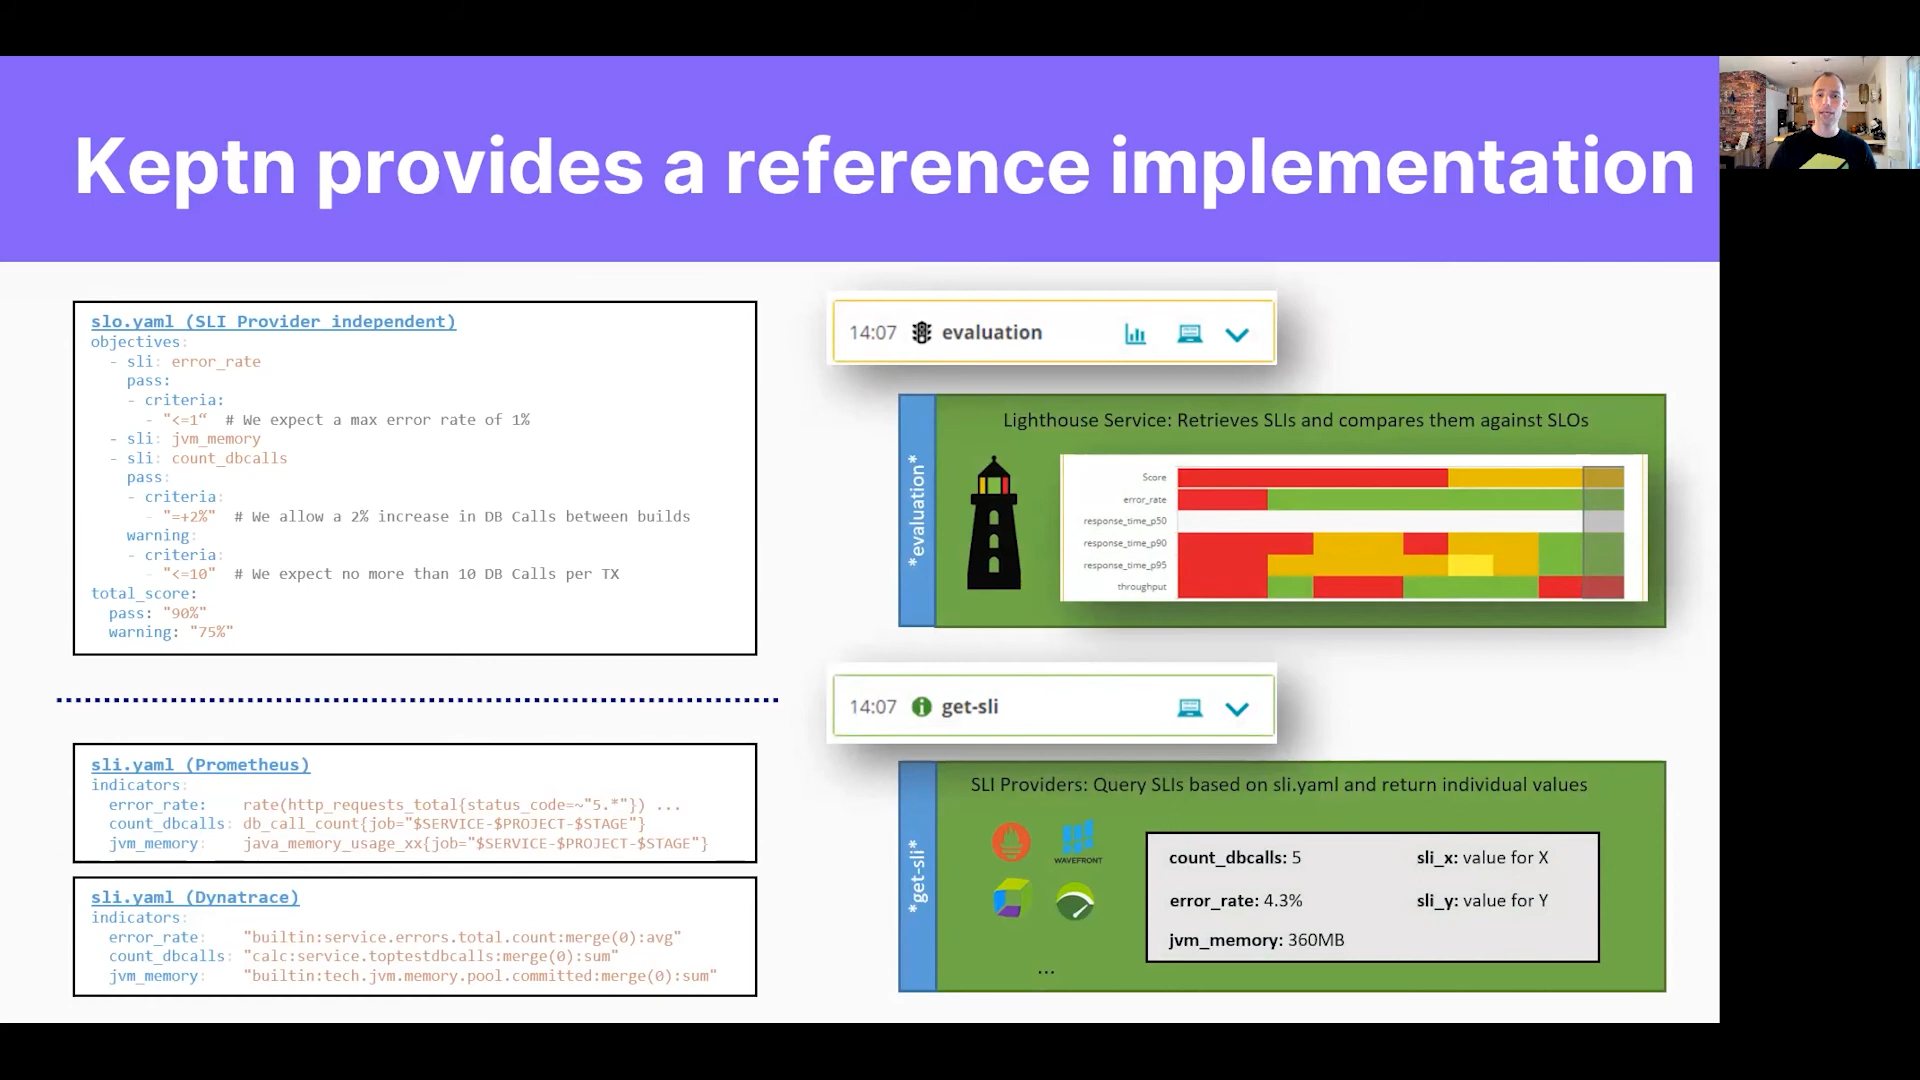 Keptn provides a reference implementation
slo.yaml (SLI Provider independent)
objectives:
- sli: error_rate
pass:
- criteria:
- "<=1“ # We expect a max error rate of 1%
- sli: jvm_memory
- sli: count_dbcalls
pass:
- criteria:
- "=+2%" # We allow a 2% increase in DB Calls between builds
warning:
- criteria:
- "<=10" # We expect no more than 10 DB Calls per TX
total_score:
pass: "90%"
warning: "75%"
sli.yaml (Prometheus)
indicators:
error_rate: rate(http_requests_total{status_code=~"5.*"}) ...
count_dbcalls: db_call_count{job="$SERVICE-$PROJECT-$STAGE"}
jvm_memory: java_memory_usage_xx{job="$SERVICE-$PROJECT-$STAGE"}
sli.yaml (Dynatrace)
indicators:
error_rate: "builtin:service.errors.total.count:merge(0):avg"
count_dbcalls: "calc:service.toptestdbcalls:merge(0):sum"
jvm_memory: "builtin:tech.jvm.memory.pool.committed:merge(0):sum"
14:07 evaluation
*evaluation*
Lighthouse Service: Retrieves SLIs and compares them against SLOs
Score
error_rate
response_time_p50
response_time_p90
response_time_p95
throughput
14:07 get-sli
*get-sli*
SLI Providers: Query SLIs based on sli.yaml and return individual values
WAVEFRONT
...
count_dbcalls: 5 sli_x: value for X
error_rate: 4.3% sli_y: value for Y
jvm_memory: 360MB